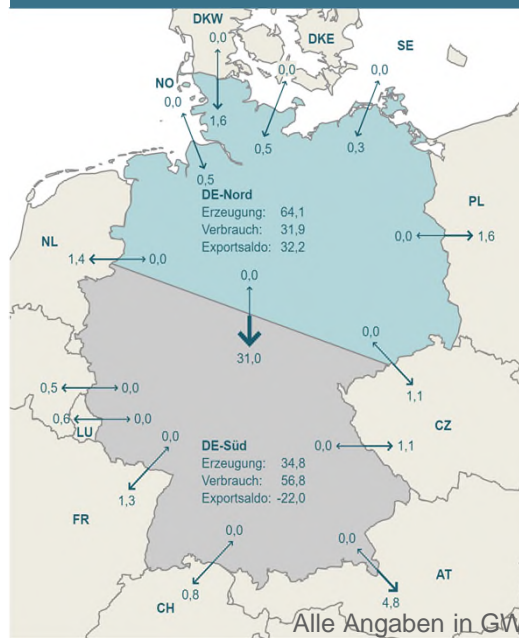 DKW
DKE
SE
0,0
0,0
0,0
NO
0,0
1,6
0,5
0,3
0,5
DE-Nord
Erzeugung: 64,1
Verbrauch: 31,9
Exportsaldo: 32,2
PL
0,0 1,6
NL
1,4 0,0
0,0
31,0
0,0
1,1
0,5 0,0
0,6 0,0
LU
CZ
0,0
1,3
DE-Süd
Erzeugung: 34,8
Verbrauch: 56,8
Exportsaldo: -22,0
0,0 1,1
FR
0,0
0,8
0,0
4,8
AT
CH
Alle Angaben in GW